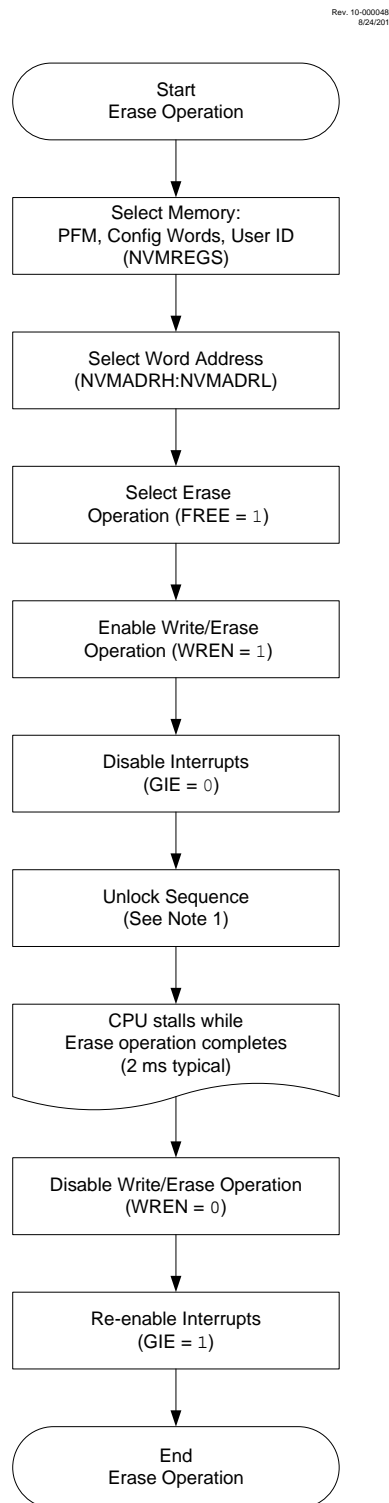 Rev. 10-000048
8/24/201
Start
Erase Operation
Select Memory:
PFM, Config Words, User ID
(NVMREGS)
Select Word Address
(NVMADRH:NVMADRL)
Select Erase
Operation (FREE = 1)
Enable Write/Erase
Operation (WREN = 1)
Disable Interrupts
(GIE = 0)
Unlock Sequence
(See Note 1)
CPU stalls while
Erase operation completes
(2 ms typical)
Disable Write/Erase Operation
(WREN = 0)
Re-enable Interrupts
(GIE = 1)
End
Erase Operation